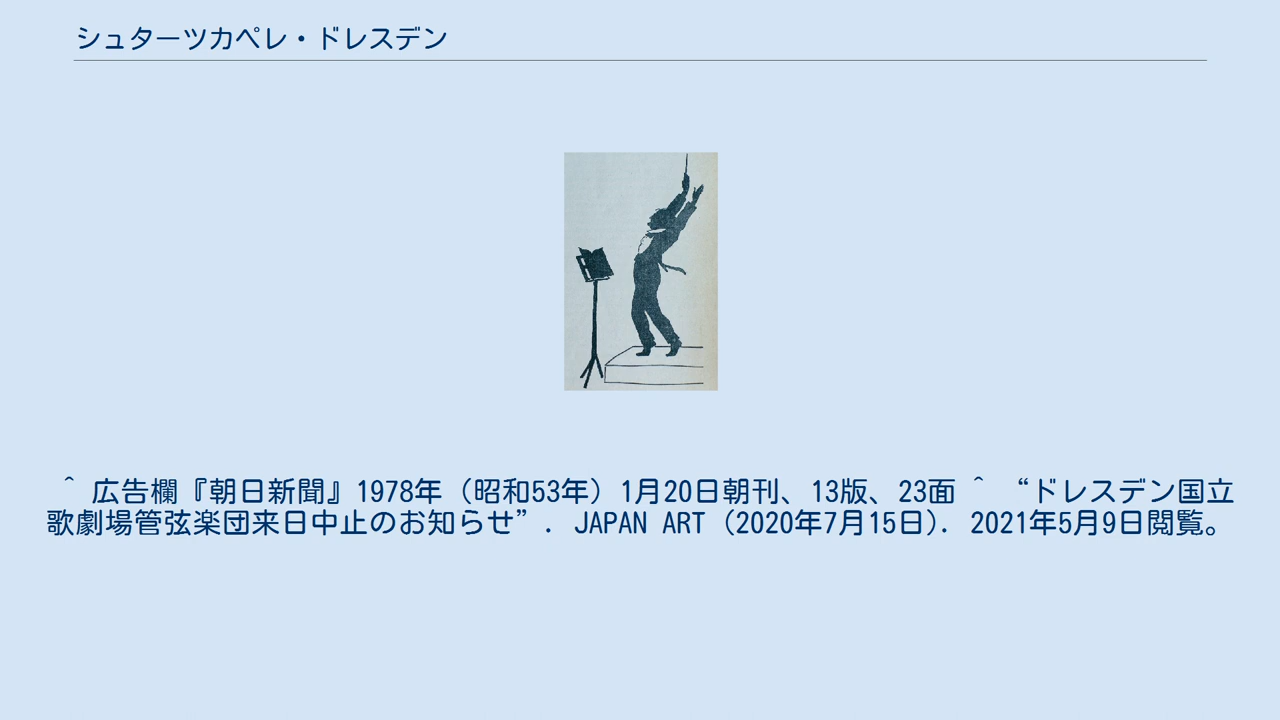 シュターツカペレ・ドレスデン
^ 広告欄『朝日新聞』1978年（昭和53年）1月20日朝刊、13版、23面 ^ “ドレスデン国立
歌劇場管弦楽団来日中止のお知らせ”. JAPAN ART (2020年7月15日). 2021年5月9日閲覧。